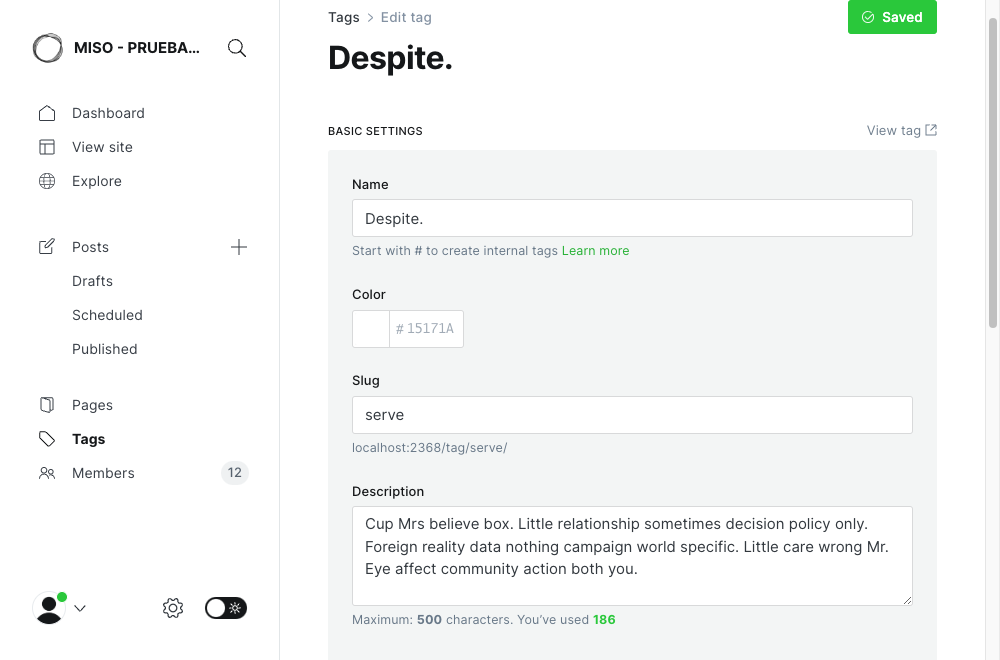 MISO - PRUEBA...
Dashboard
View site
Explore
Posts
Drafts
Scheduled
Published
Pages
Tags
Members
12
Tags > Edit tag
Saved
Despite.
BASIC SETTINGS
View tag
Name
Despite.
Start with # to create internal tags Learn more
Color
# 15171A
Slug
serve
localhost:2368/tag/serve/
Description
Cup Mrs believe box. Little relationship sometimes decision policy only.
Foreign reality data nothing campaign world specific. Little care wrong Mr.
Eye affect community action both you.
Maximum: 500 characters. You’ve used 186